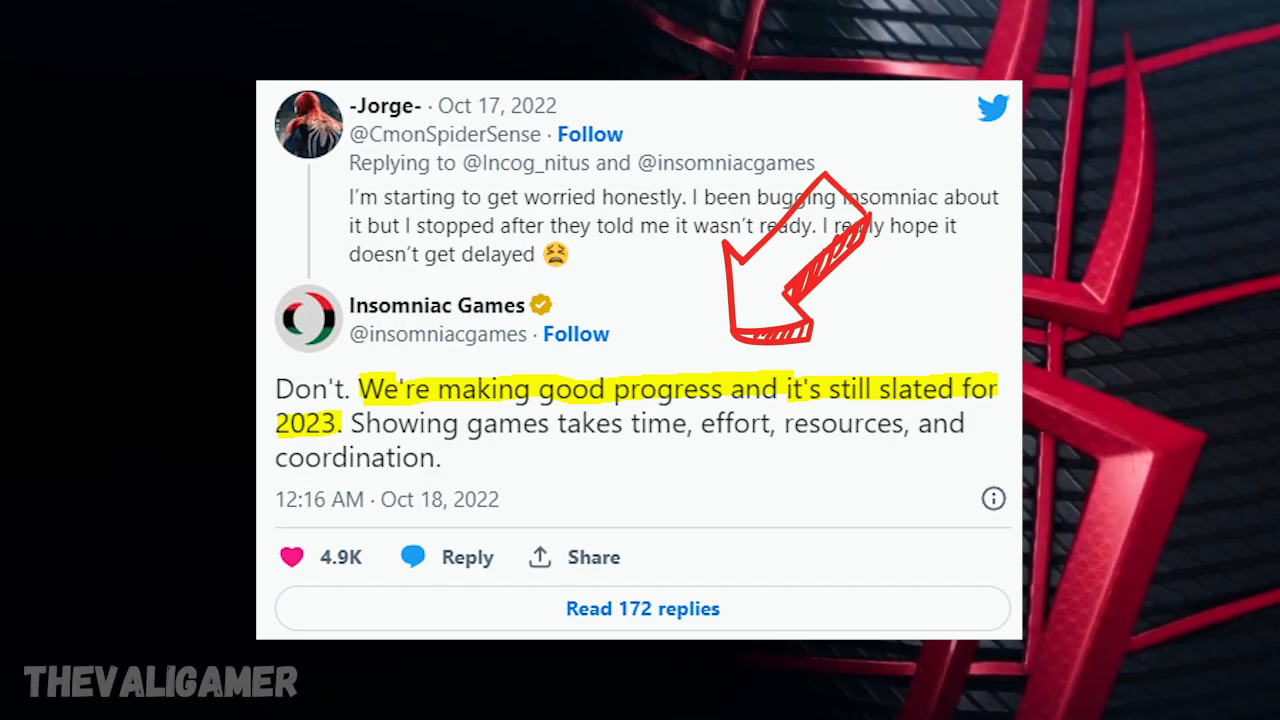 -Jorge- · Oct 17, 2022
@CmonSpiderSense · Follow
Replying to @Incog_nitus and @insomniacgames
I'm starting to get worried honestly. I been bugging insomniac about
it but I stopped after they told me it wasn't ready. I really hope it
doesn't get delayed 😫
Insomniac Games
@insomniacgames · Follow
Don't. We're making good progress and it's still slated for
2023. Showing games takes time, effort, resources, and
coordination.
12:16 AM · Oct 18, 2022
4.9K Reply Share
Read 172 replies
THEVALIGAMER